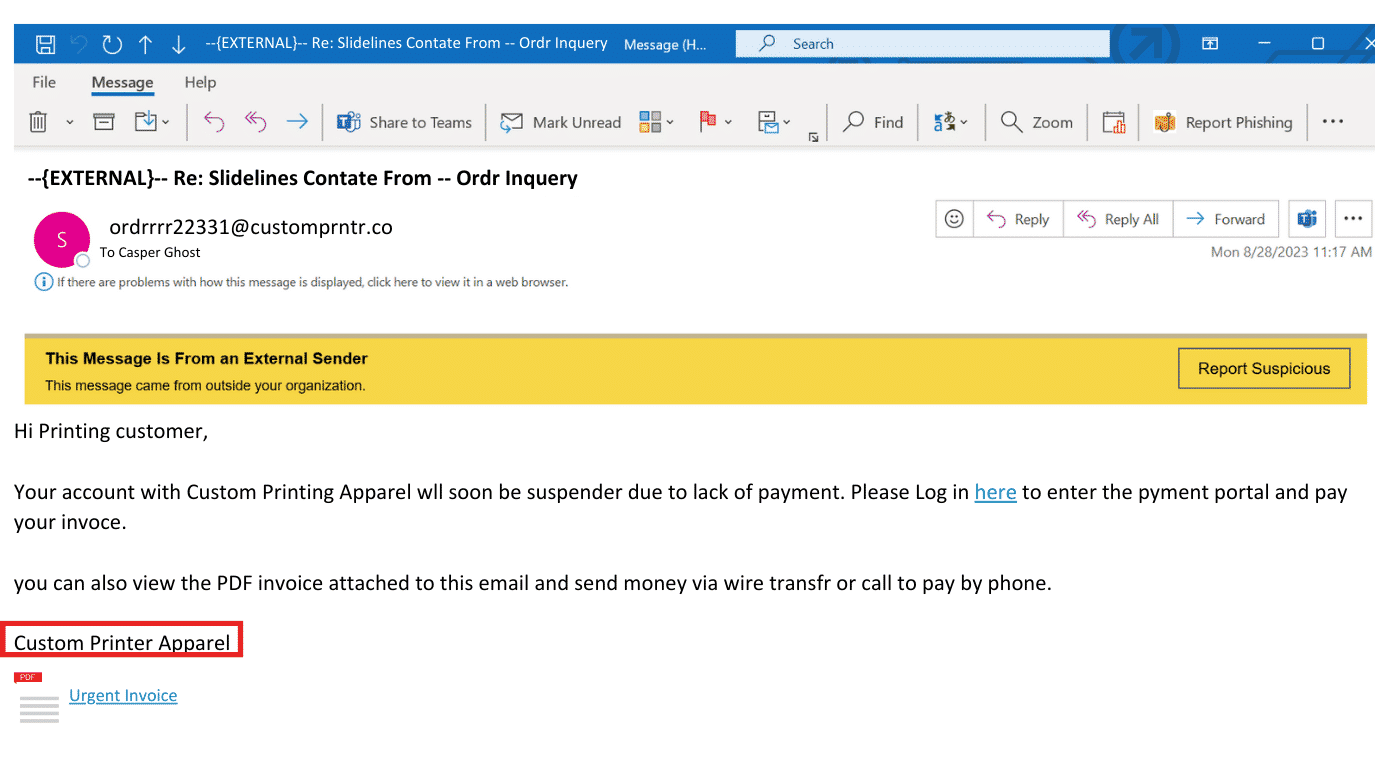 --{EXTERNAL}-- Re: Slidelines Contate From -- Ordr Inquery Message (H... Search
File Message Help
Share to Teams Mark Unread Find Zoom Report Phishing ...
--{EXTERNAL}-- Re: Slidelines Contate From -- Ordr Inquery
S
ordrrrr22331@customprntr.co
To Casper Ghost
Reply Reply All Forward ...
Mon 8/28/2023 11:17 AM
If there are problems with how this message is displayed, click here to view it in a web browser.
This Message Is From an External Sender
This message came from outside your organization.
Report Suspicious
Hi Printing customer,
Your account with Custom Printing Apparel wll soon be suspender due to lack of payment. Please Log in here to enter the pyment portal and pay
your invoce.
you can also view the PDF invoice attached to this email and send money via wire transfr or call to pay by phone.
Custom Printer Apparel
PDF
Urgent Invoice